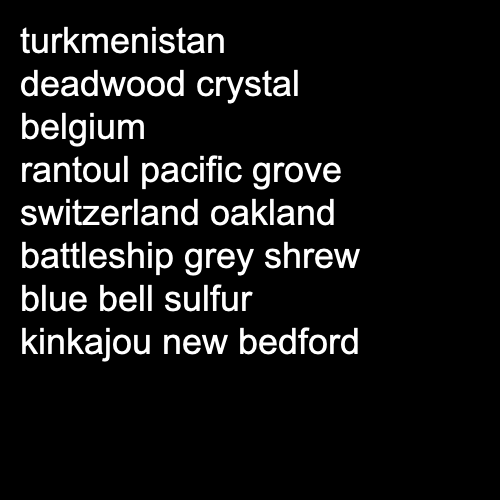 turkmenistan
deadwood crystal
belgium
rantoul pacific grove
switzerland oakland
battleship grey shrew
blue bell sulfur
kinkajou new bedford